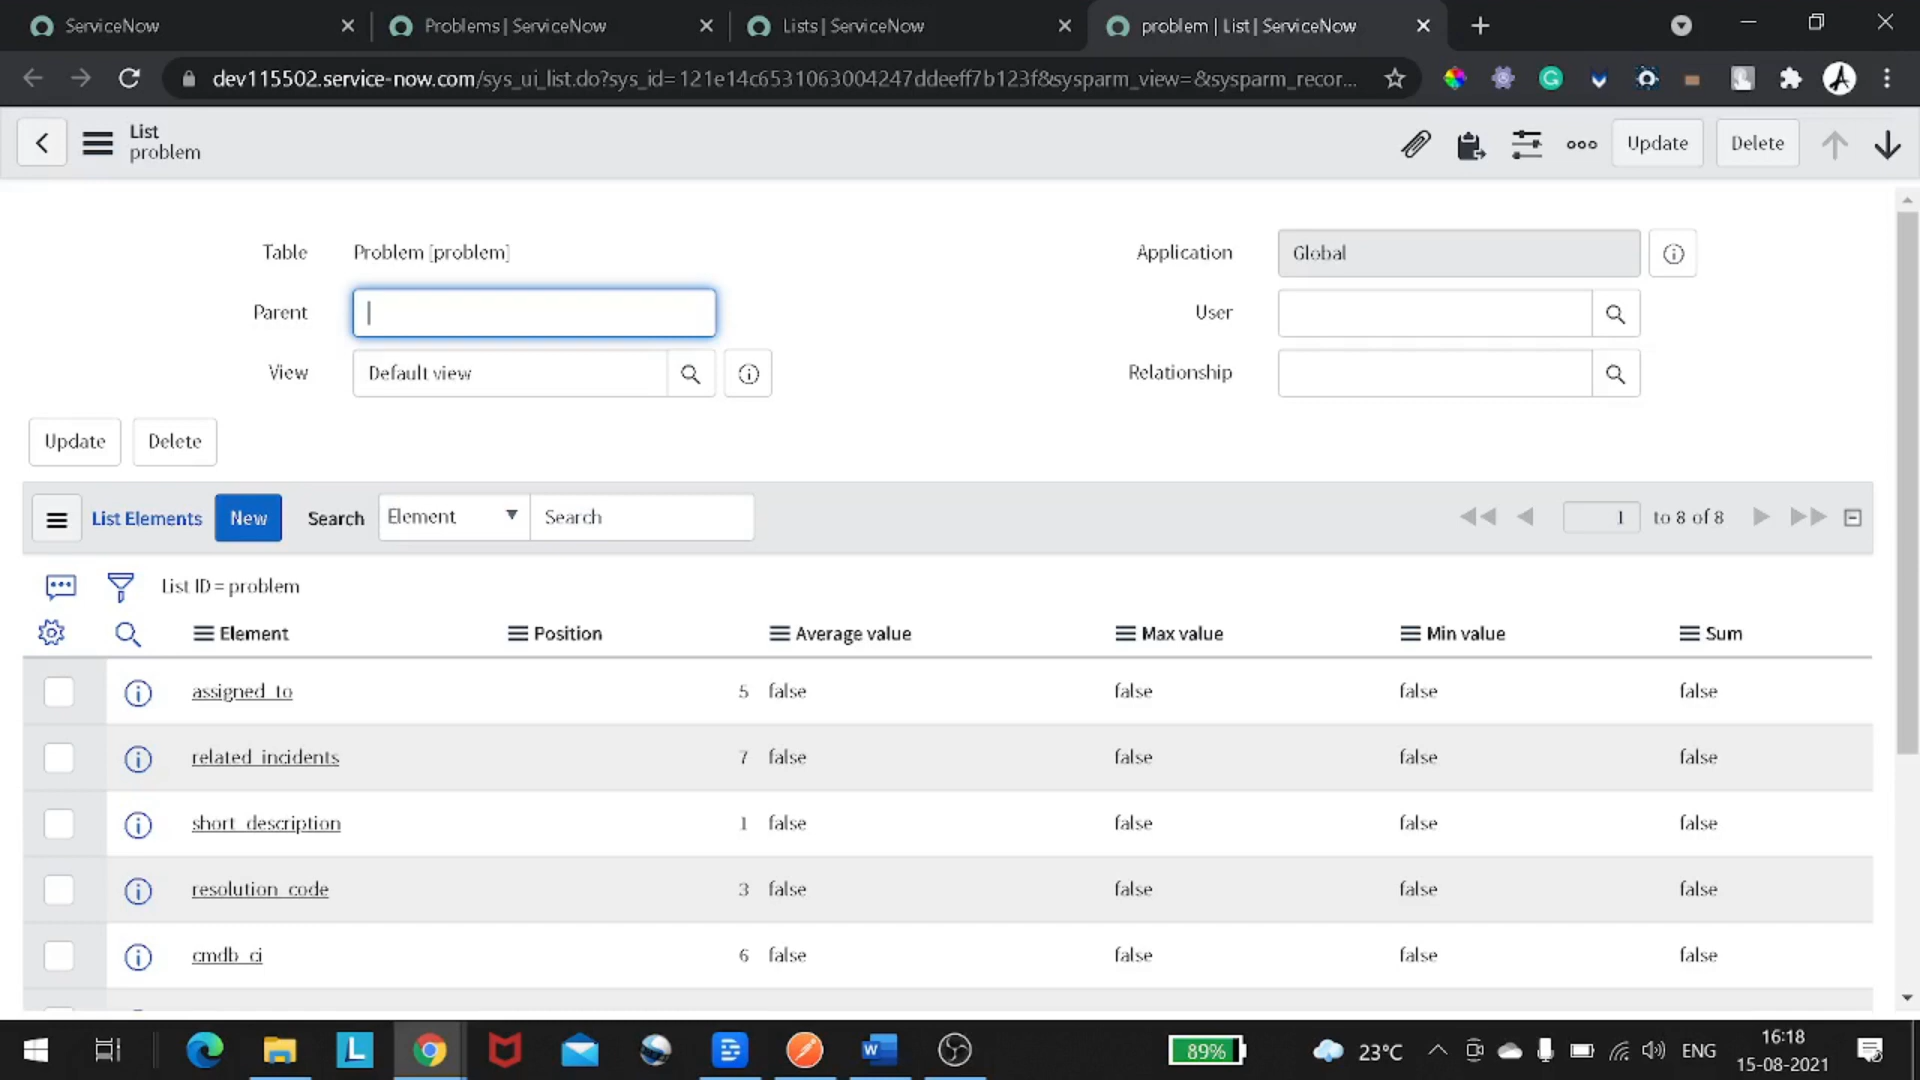 ServiceNow
Problems | ServiceNow
Lists | ServiceNow
problem | List | ServiceNow
dev115502.service-now.com/sys_ui_list.do?sys_id=121e14c6531063004247ddeeff7b123f&sysparm_view=&sysparm_recor...
List
problem
Update
Delete
Table
Problem [problem]
Application
Global
Parent
User
View
Default view
Relationship
Update
Delete
List Elements
New
Search
Element
Search
1
to 8 of 8
List ID = problem
Element
Position
Average value
Max value
Min value
Sum
assigned_to 5 false false false false
related_incidents 7 false false false false
short_description 1 false false false false
resolution_code 3 false false false false
cmdb_ci 6 false false false false
89%
23°C
ENG
16:18
15-08-2021